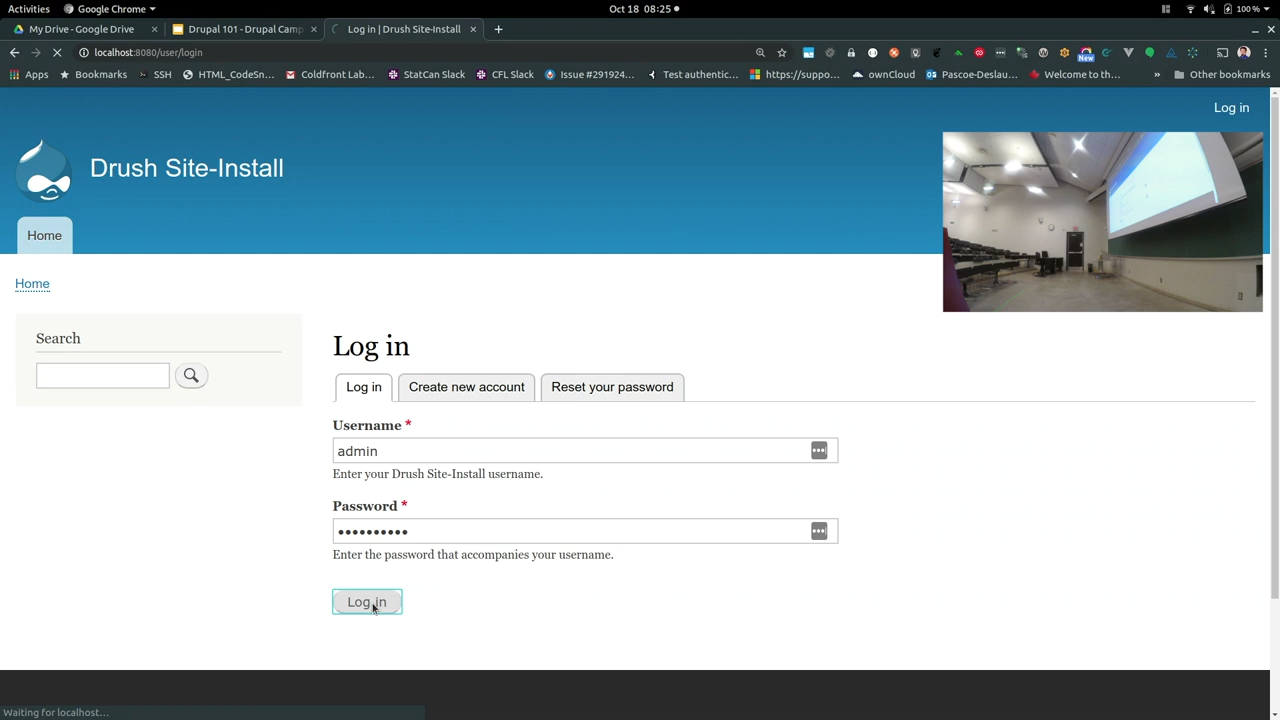 Activities Google Chrome Oct 18 08:25 100 %
My Drive - Google Drive Drupal 101 - Drupal Camp Log in | Drush Site-Install
localhost:8080/user/login
New
Apps Bookmarks SSH HTML_CodeSn... ColdFront Lab... StatCan Slack CFL Slack Issue #291924... Test authentic... https://suppo... ownCloud Pascoe-Deslau... Welcome to th... » Other bookmarks
Log in
Drush Site-Install
Home
Home
Search
Log in
Log in Create new account Reset your password
Username *
admin
Enter your Drush Site-Install username.
Password *
Enter the password that accompanies your username.
Log in
Waiting for localhost...